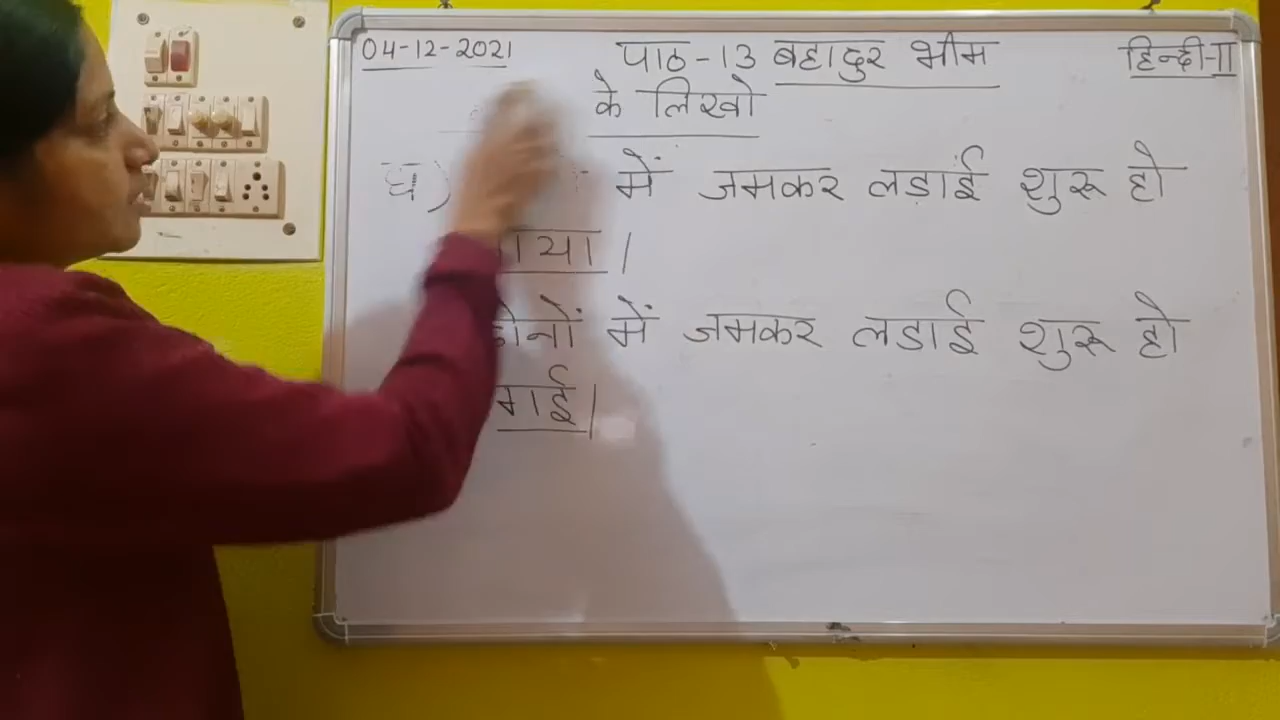 04-12-2021 पाठ-13 बहादुर भीम हिन्दी-II
के लिखो
घ) में जमकर लडाई शुरू हो
दोनों में जमकर लडाई शुरू हो
गई।